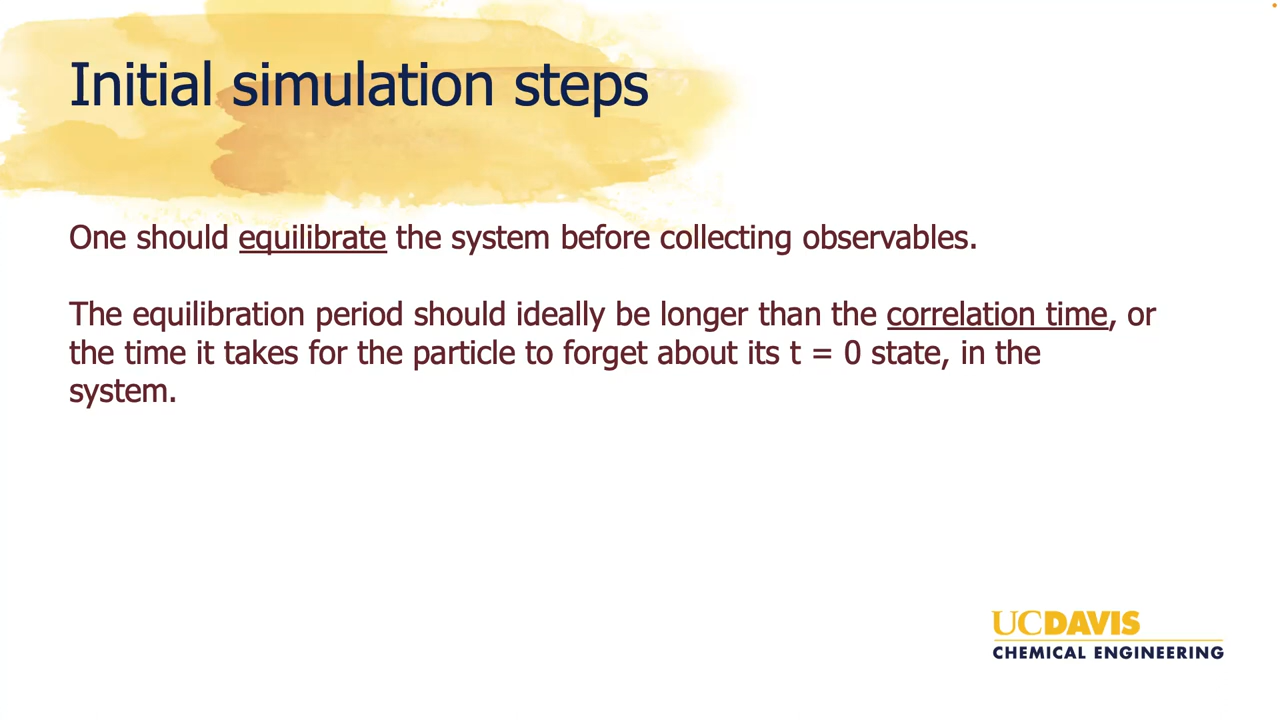 Initial simulation steps
One should equilibrate the system before collecting observables.
The equilibration period should ideally be longer than the correlation time, or
the time it takes for the particle to forget about its t = 0 state, in the
system.
UCDAVIS
CHEMICAL ENGINEERING